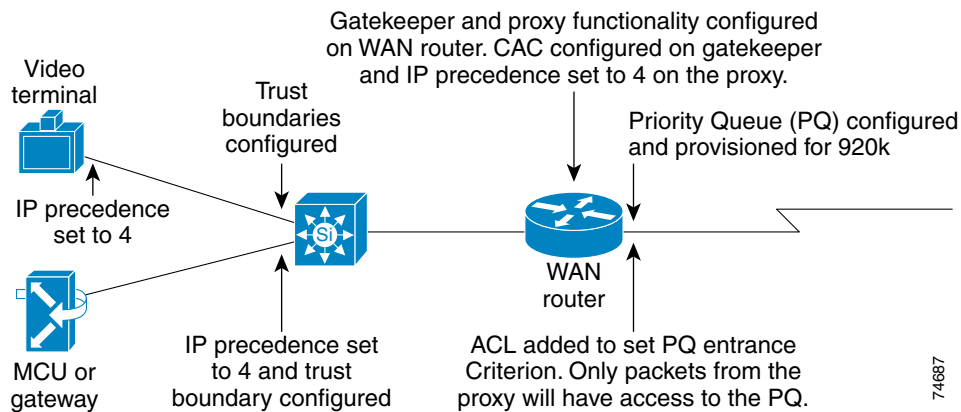 Gatekeeper and proxy functionality configured
on WAN router. CAC configured on gatekeeper
and IP precedence set to 4 on the proxy.
Video
terminal
Trust
boundaries
configured
Priority Queue (PQ) configured
and provisioned for 920k
IP precedence
set to 4
Si
WAN
router
MCU or
gateway
IP precedence set
to 4 and trust
boundary configured
ACL added to set PQ entrance
Criterion. Only packets from the
proxy will have access to the PQ.
74687